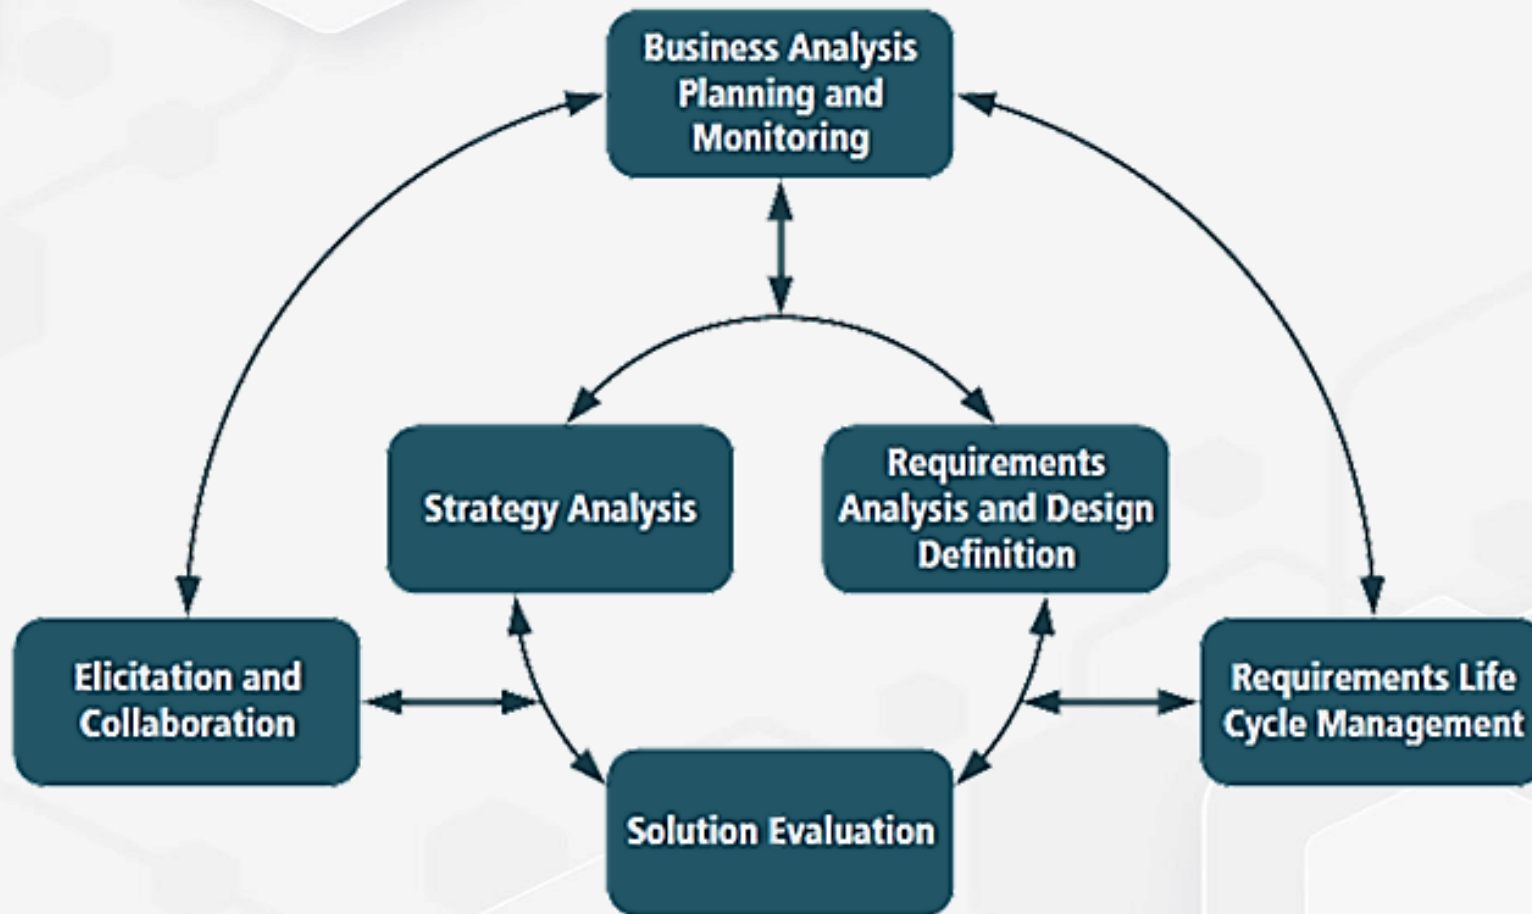 Business Analysis
Planning and
Monitoring
Strategy Analysis
Requirements
Analysis and Design
Definition
Elicitation and
Collaboration
Requirements Life
Cycle Management
Solution Evaluation